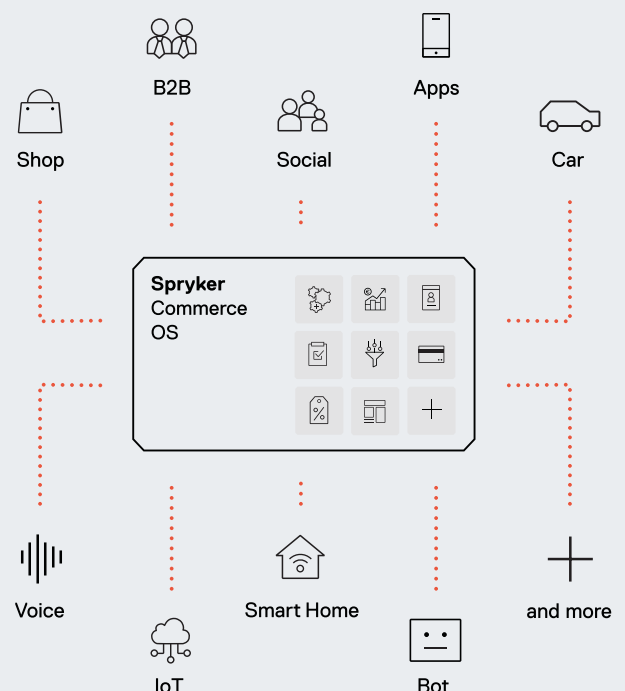 B2B
Apps
Shop
Social
Car
Spryker
Commerce
OS
Voice
Smart Home
and more
IoT
Bot